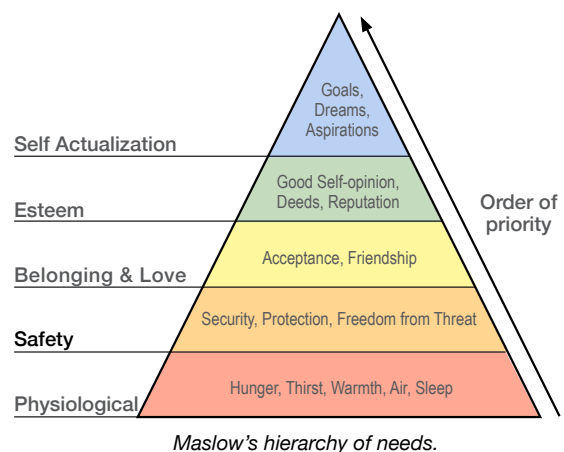 Goals,
Dreams,
Aspirations
Self Actualization
Good Self-opinion,
Deeds, Reputation
Esteem
Order of
priority
Acceptance, Friendship
Belonging & Love
Security, Protection, Freedom from Threat
Safety
Hunger, Thirst, Warmth, Air, Sleep
Physiological
Maslow's hierarchy of needs.